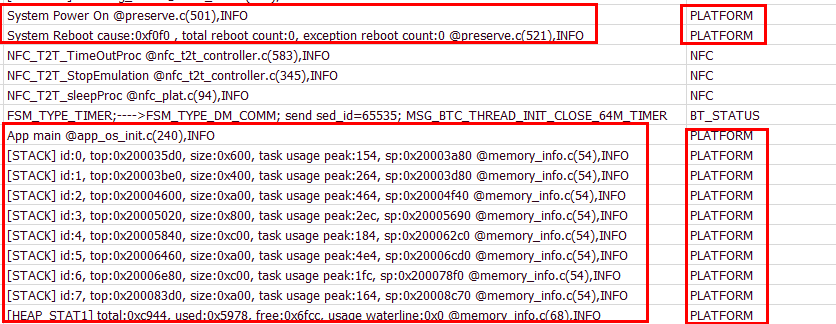 System Power On @preserve.c(501),INFO PLATFORM
System Reboot cause:0xf0f0 , total reboot count:0, exception reboot count:0 @preserve.c(521),INFO PLATFORM
NFC_T2T_TimeOutProc @nfc_t2t_controller.c(583),INFO NFC
NFC_T2T_StopEmulation @nfc_t2t_controller.c(345),INFO NFC
NFC_T2T_sleepProc @nfc_plat.c(94),INFO NFC
FSM_TYPE_TIMER;---->FSM_TYPE_DM_COMM; send sed_id=65535; MSG_BTC_THREAD_INIT_CLOSE_64M_TIMER BT_STATUS
App main @app_os_init.c(240),INFO PLATFORM
[STACK] id:0, top:0x200035d0, size:0x600, task usage peak:154, sp:0x20003a80 @memory_info.c(54),INFO PLATFORM
[STACK] id:1, top:0x20003be0, size:0x400, task usage peak:264, sp:0x20003d80 @memory_info.c(54),INFO PLATFORM
[STACK] id:2, top:0x20004600, size:0xa00, task usage peak:464, sp:0x20004f40 @memory_info.c(54),INFO PLATFORM
[STACK] id:3, top:0x20005020, size:0x800, task usage peak:2ec, sp:0x20005690 @memory_info.c(54),INFO PLATFORM
[STACK] id:4, top:0x20005840, size:0xc00, task usage peak:184, sp:0x200062c0 @memory_info.c(54),INFO PLATFORM
[STACK] id:5, top:0x20006460, size:0xa00, task usage peak:4e4, sp:0x20006cd0 @memory_info.c(54),INFO PLATFORM
[STACK] id:6, top:0x20006e80, size:0xc00, task usage peak:1fc, sp:0x200078f0 @memory_info.c(54),INFO PLATFORM
[STACK] id:7, top:0x200083d0, size:0xa00, task usage peak:164, sp:0x20008c70 @memory_info.c(54),INFO PLATFORM
[HEAP_STAT1] total:0xc944, used:0x5978, free:0x6fcc, usage waterline:0x0 @memory_info.c(68),INFO PLATFORM